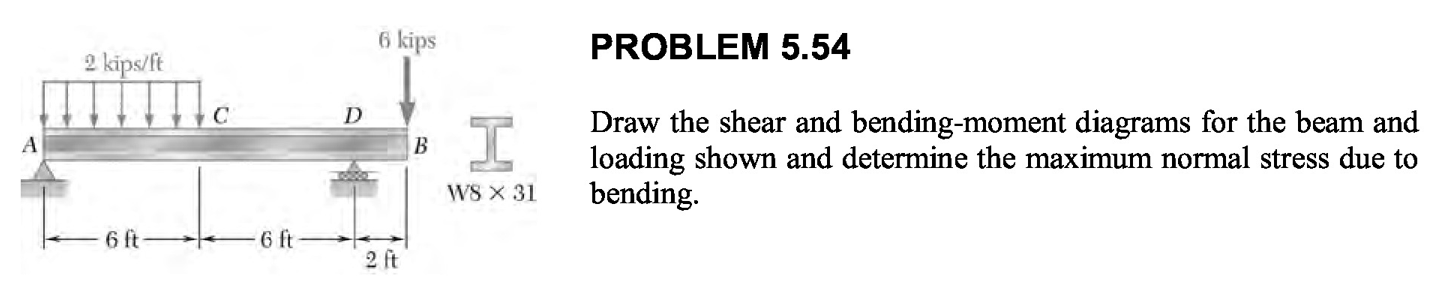 6 kips
2 kips/ft
C
D
A
B
W8 × 31
6 ft
6 ft
2 ft
PROBLEM 5.54
Draw the shear and bending-moment diagrams for the beam and
loading shown and determine the maximum normal stress due to
bending.